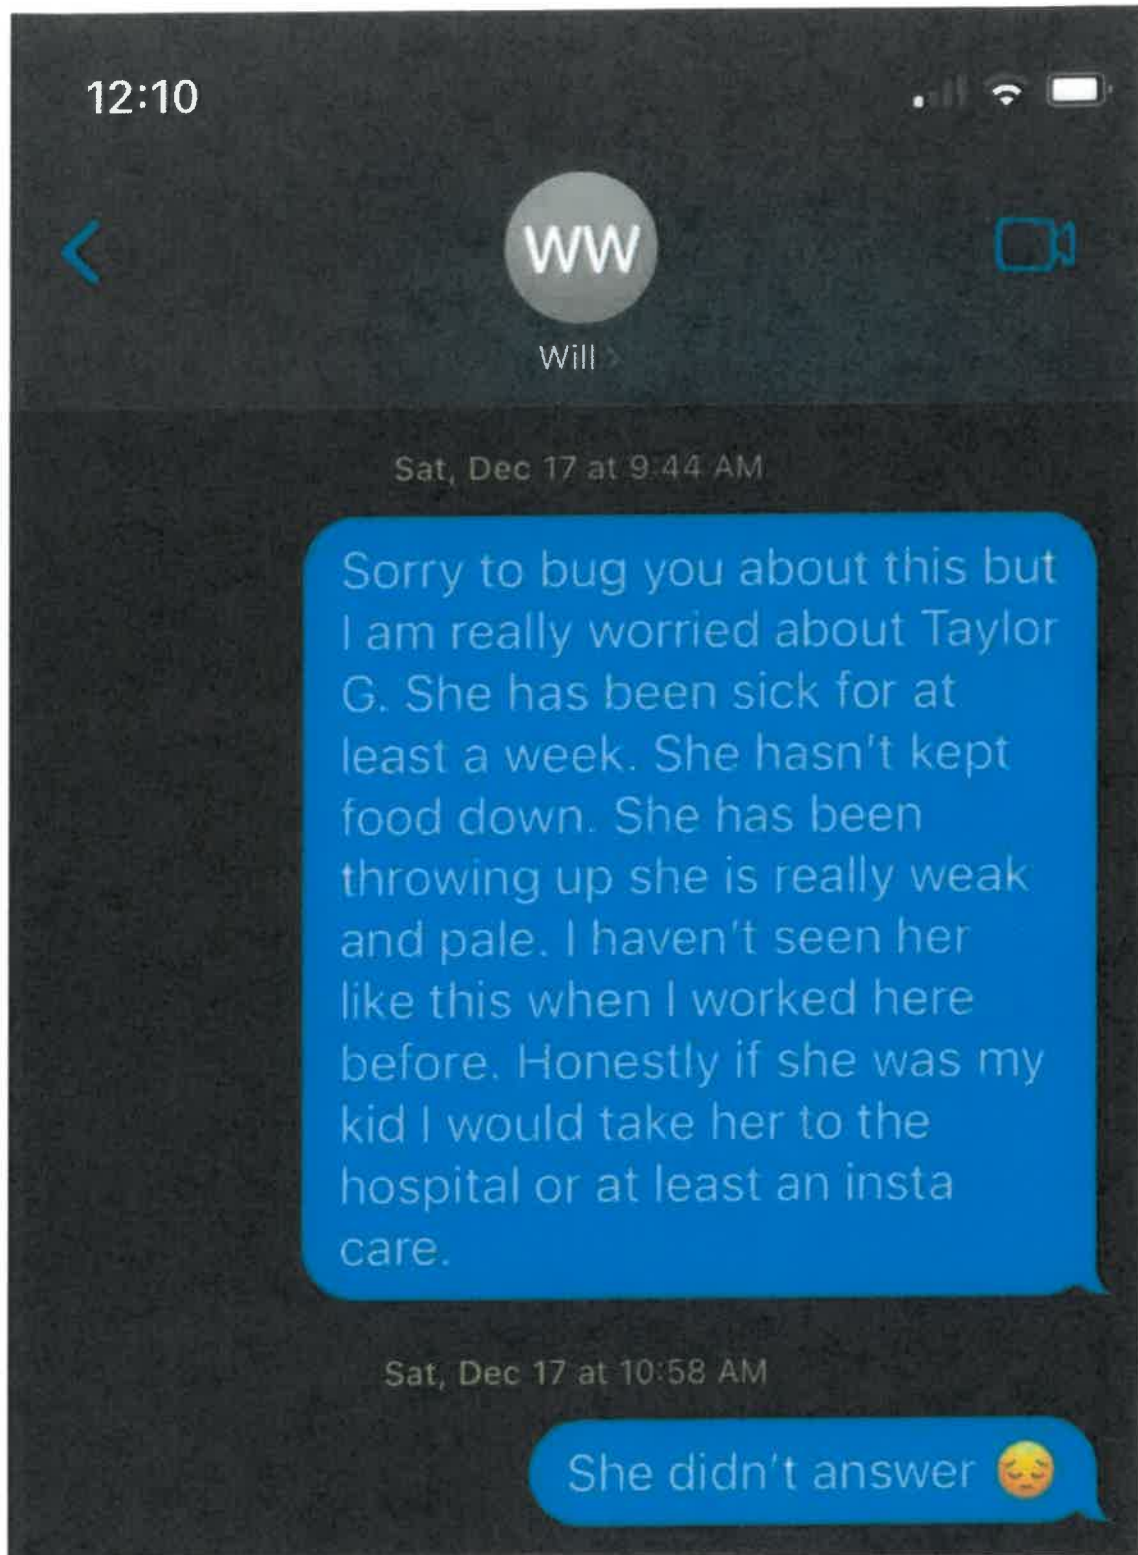 12:10
WW
Will >
Sat, Dec 17 at 9:44 AM
Sorry to bug you about this but
I am really worried about Taylor
G. She has been sick for at
least a week. She hasn't kept
food down. She has been
throwing up she is really weak
and pale. I haven't seen her
like this when I worked here
before. Honestly if she was my
kid I would take her to the
hospital or at least an insta
care.
Sat, Dec 17 at 10:58 AM
She didn't answer 😔